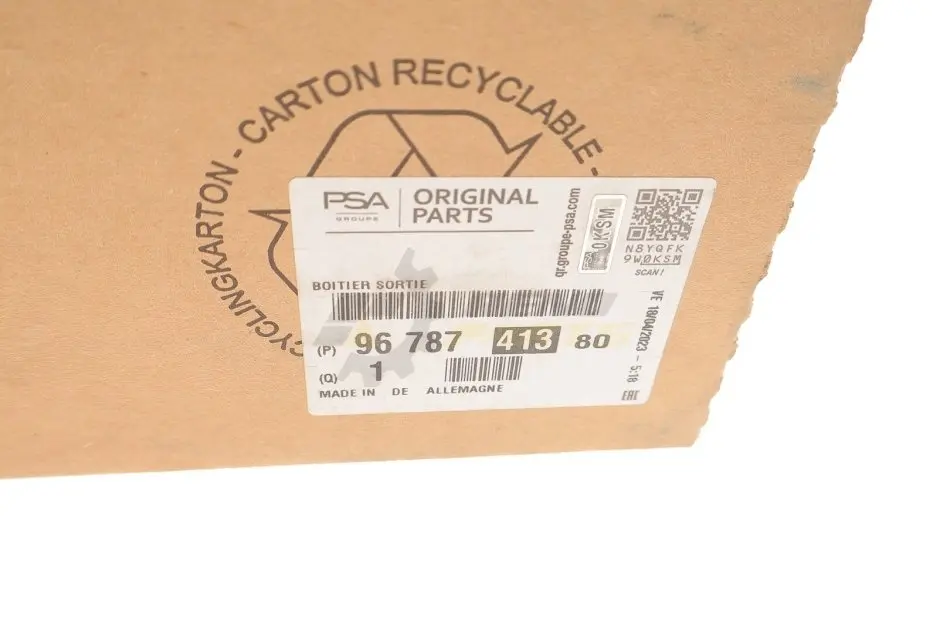 CYCLINGKARTON - CARTON RECYCLABLE -
PSA
GROUPE
ORIGINAL
PARTS
qr.groupe-psa.com
0KSM
N8YQFK
9W0KSM
SCAN!
BOITIER SORTIE
(P) 96 787 413 80
(Q) 1
MADE IN DE ALLEMAGNE
VE 18/04/2023 - 5:18
EAC